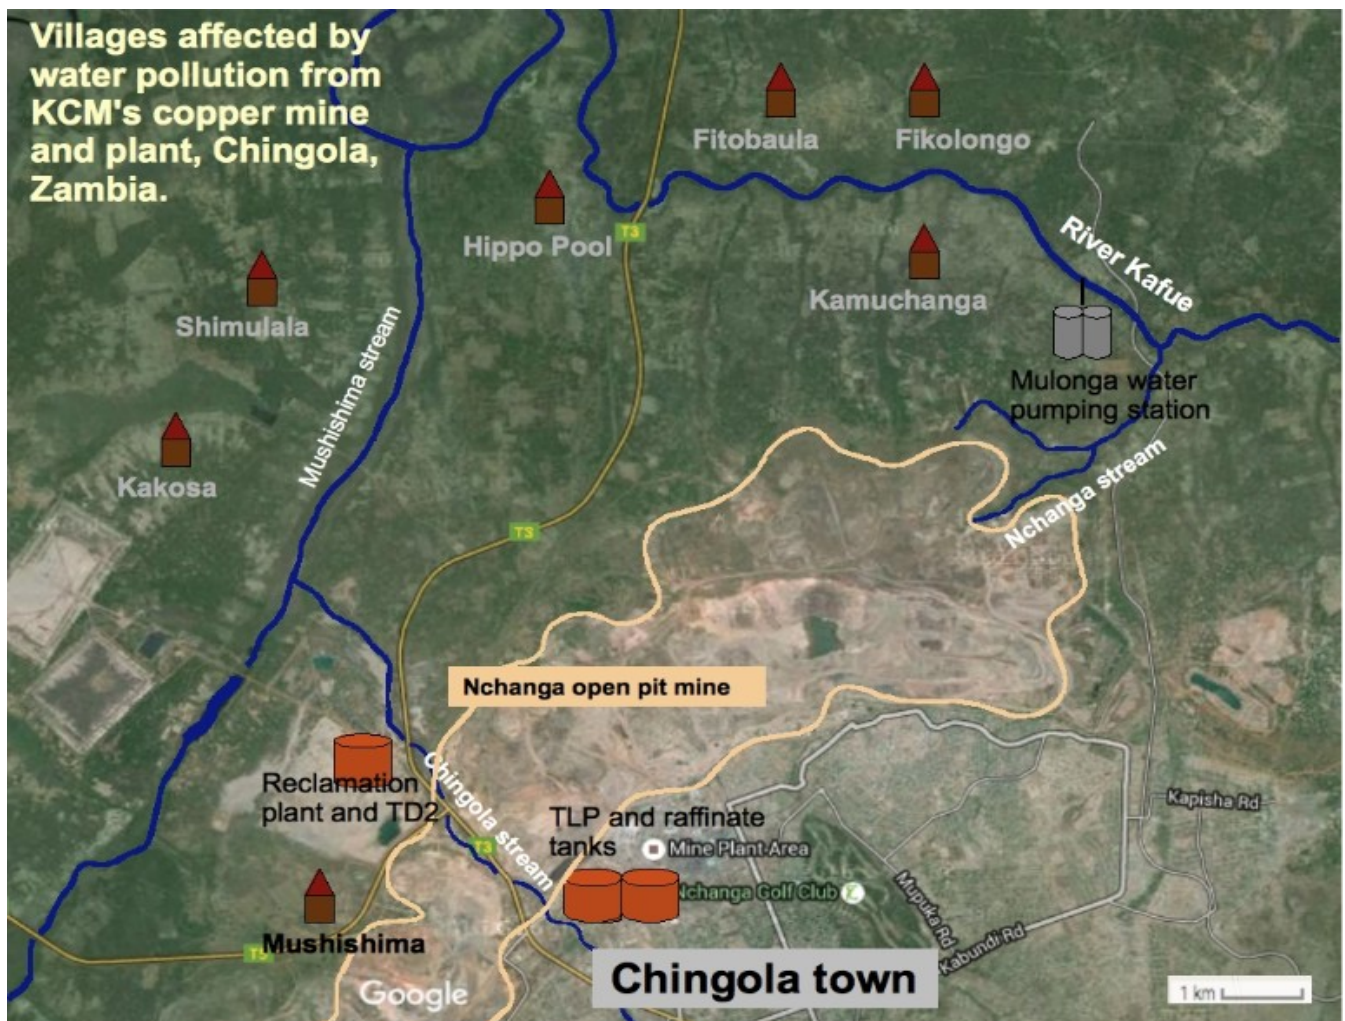 Villages affected by
water pollution from
KCM's copper mine
and plant, Chingola,
Zambia.
Fitobaula
Fikolongo
Hippo Pool
T3
River Kafue
Kamuchanga
Shimulala
Mushishima stream
Mulonga water
pumping station
Kakosa
Nchanga stream
T3
Nchanga open pit mine
Reclamation
plant and TD2
Chingola stream
TLP and raffinate
tanks
Kapisha Rd
T3
Mine Plant Area
Nchanga Golf Club
Mupuka Rd
Kabundi Rd
Mushishima
Chingola town
Google
1 km